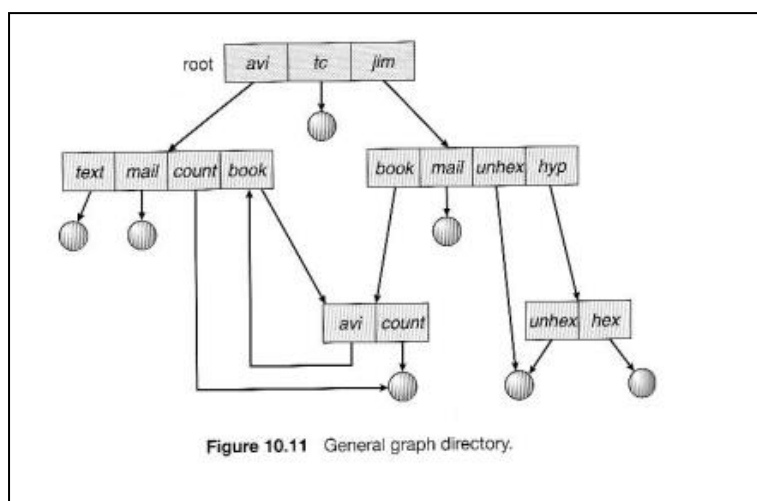 root avi tc jim
text mail count book
book mail unhex hyp
avi count
unhex hex
Figure 10.11 General graph directory.